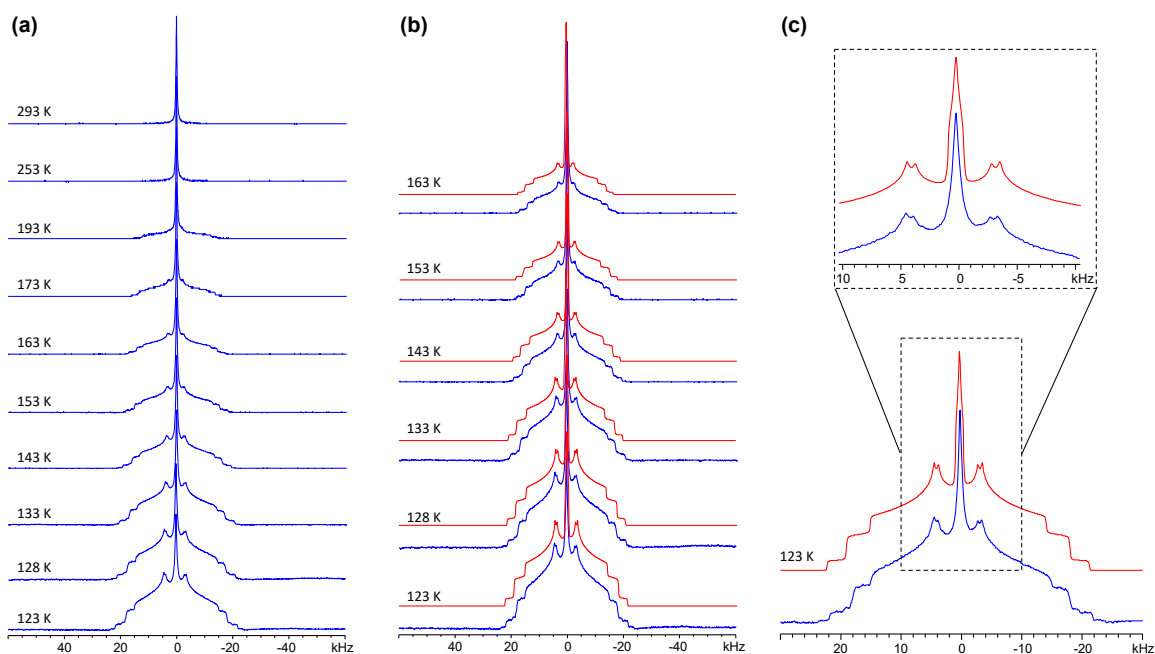 (a)
293 K
253 K
193 K
173 K
163 K
153 K
143 K
133 K
128 K
123 K
40 20 0 -20 -40 kHz
(b)
163 K
153 K
143 K
133 K
128 K
123 K
40 20 0 -20 -40 kHz
(c)
10 5 0 -5 kHz
123 K
20 10 0 -10 -20 kHz